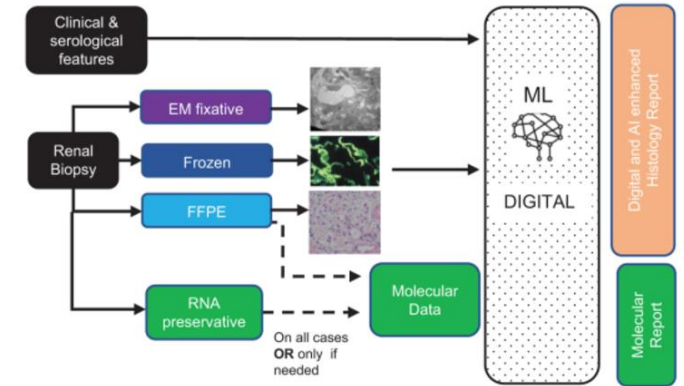 Clinical &
serological
features
EM fixative
Renal
Biopsy
Frozen
FFPE
RNA
preservative
On all cases
OR only if
needed
Molecular
Data
ML
DIGITAL
Digital and AI enhanced
Histology Report
Molecular
Report